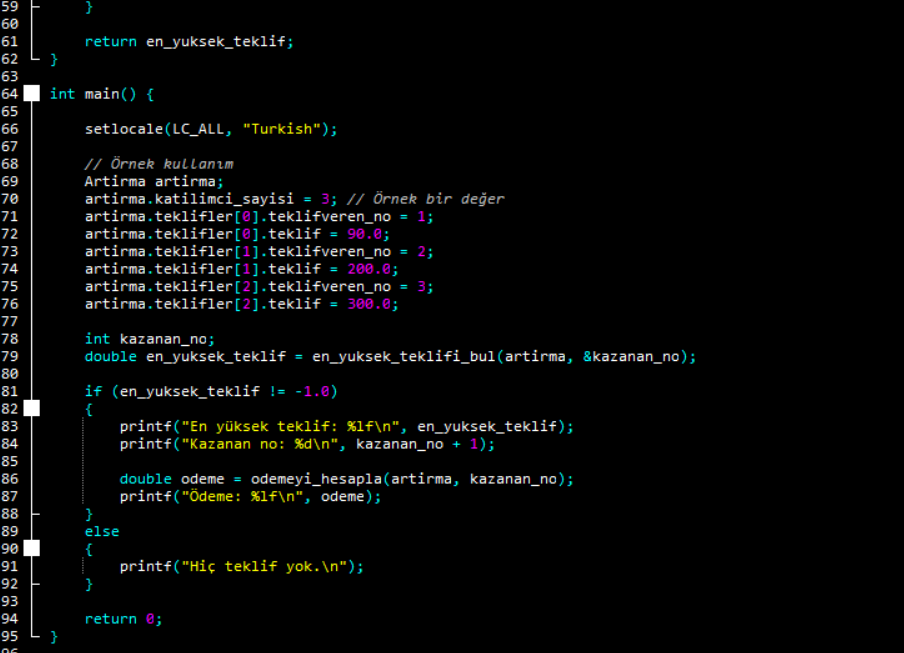 59 }
60
61 return en_yuksek_teklif;
62 }
63
64 int main() {
65
66 setlocale(LC_ALL, "Turkish");
67
68 // Örnek kullanım
69 Artirma artirma;
70 artirma.katilimci_sayisi = 3; // Örnek bir değer
71 artirma.teklifler[0].teklifveren_no = 1;
72 artirma.teklifler[0].teklif = 90.0;
73 artirma.teklifler[1].teklifveren_no = 2;
74 artirma.teklifler[1].teklif = 200.0;
75 artirma.teklifler[2].teklifveren_no = 3;
76 artirma.teklifler[2].teklif = 300.0;
77
78 int kazanan_no;
79 double en_yuksek_teklif = en_yuksek_teklifi_bul(artirma, &kazanan_no);
80
81 if (en_yuksek_teklif != -1.0)
82 {
83 printf("En yüksek teklif: %lf\n", en_yuksek_teklif);
84 printf("Kazanan no: %d\n", kazanan_no + 1);
85
86 double odeme = odemeyi_hesapla(artirma, kazanan_no);
87 printf("Ödeme: %lf\n", odeme);
88 }
89 else
90 {
91 printf("Hiç teklif yok.\n");
92 }
93
94 return 0;
95 }
96